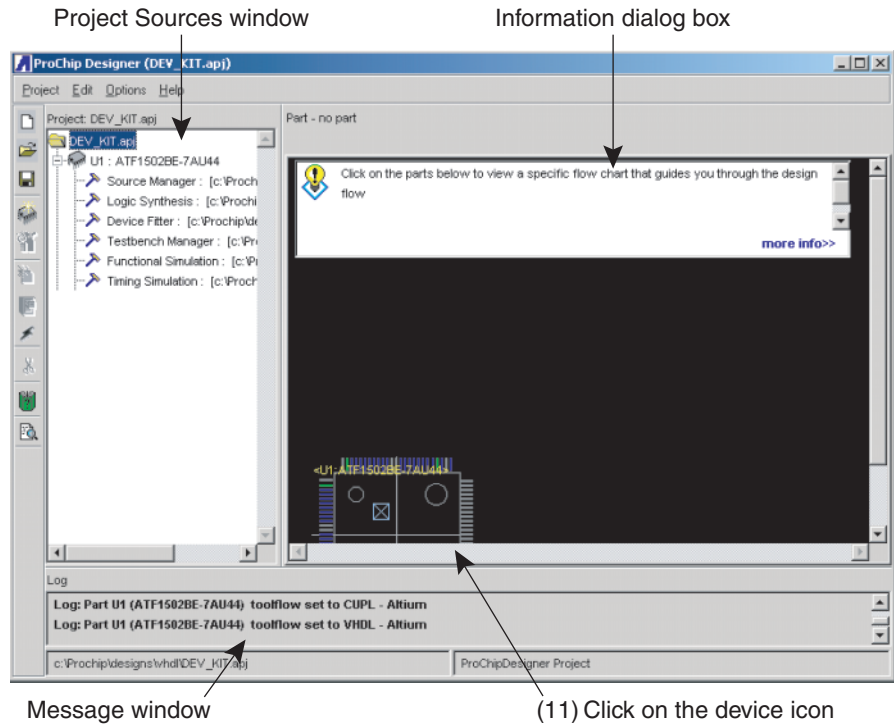 Project Sources window
Information dialog box
ProChip Designer (DEV_KIT.apj)
Project Edit Options Help
Project: DEV_KIT.apj
Part - no part
DEV_KIT.apj
U1 : ATF1502BE-7AU44
Source Manager : [c:\Proch
Logic Synthesis : [c:\Prochi
Device Fitter : [c:\Prochip\de
Testbench Manager : [c:\Pr
Functional Simulation : [c:\P
Timing Simulation : [c:\Proch
Click on the parts below to view a specific flow chart that guides you through the design
flow
more info>>
<U1:ATF1502BE-7AU44>
Log
Log: Part U1 (ATF1502BE-7AU44) toolflow set to CUPL - Altium
Log: Part U1 (ATF1502BE-7AU44) toolflow set to VHDL - Altium
c:\Prochip\designs\vhdl\DEV_KIT.apj
ProChipDesigner Project
Message window
(11) Click on the device icon